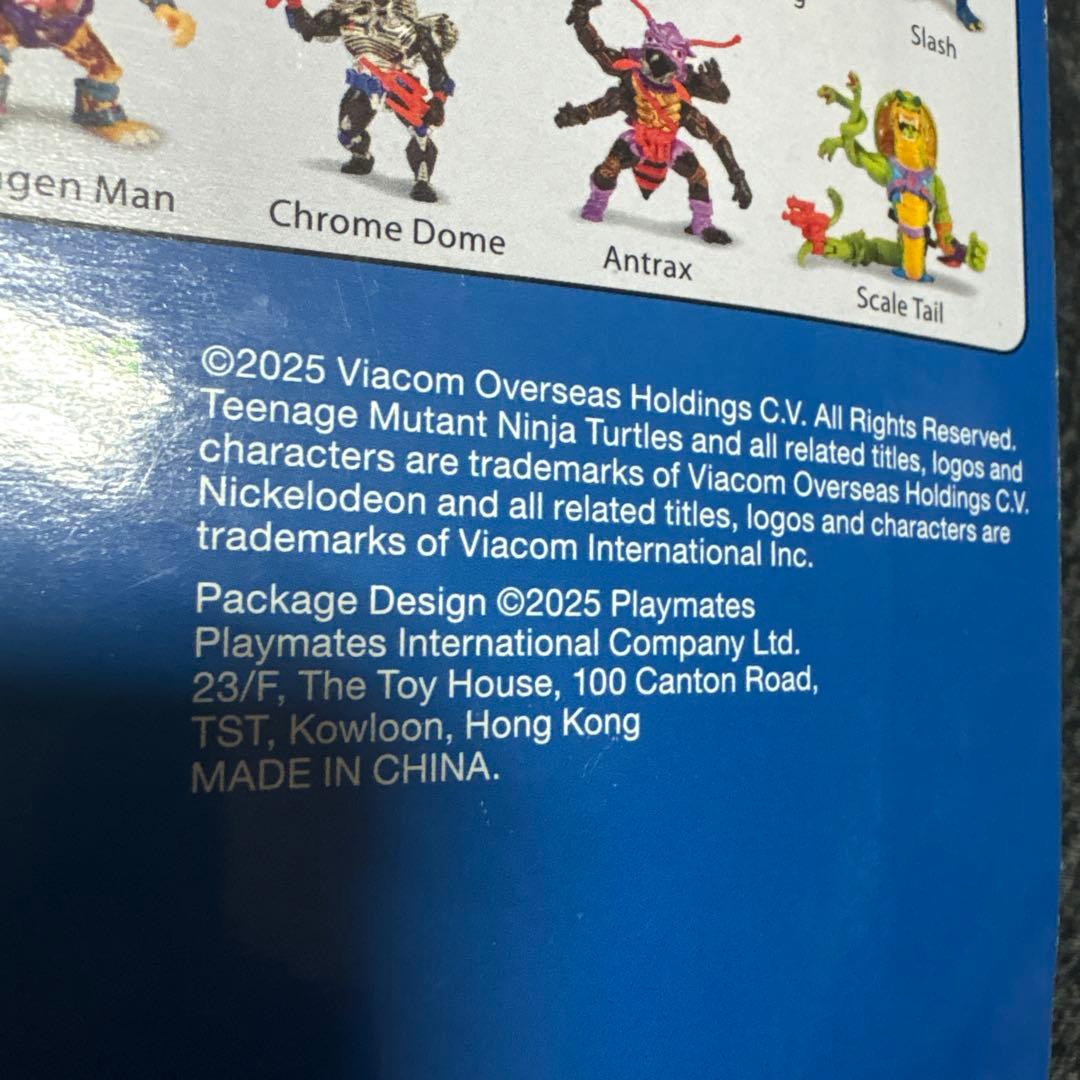 Slash
gen Man
Chrome Dome
Antrax
Scale Tail
©2025 Viacom Overseas Holdings C.V. All Rights Reserved.
Teenage Mutant Ninja Turtles and all related titles, logos and
characters are trademarks of Viacom Overseas Holdings C.V.
Nickelodeon and all related titles, logos and characters are
trademarks of Viacom International Inc.
Package Design ©2025 Playmates
Playmates International Company Ltd.
23/F, The Toy House, 100 Canton Road,
TST, Kowloon, Hong Kong
MADE IN CHINA.